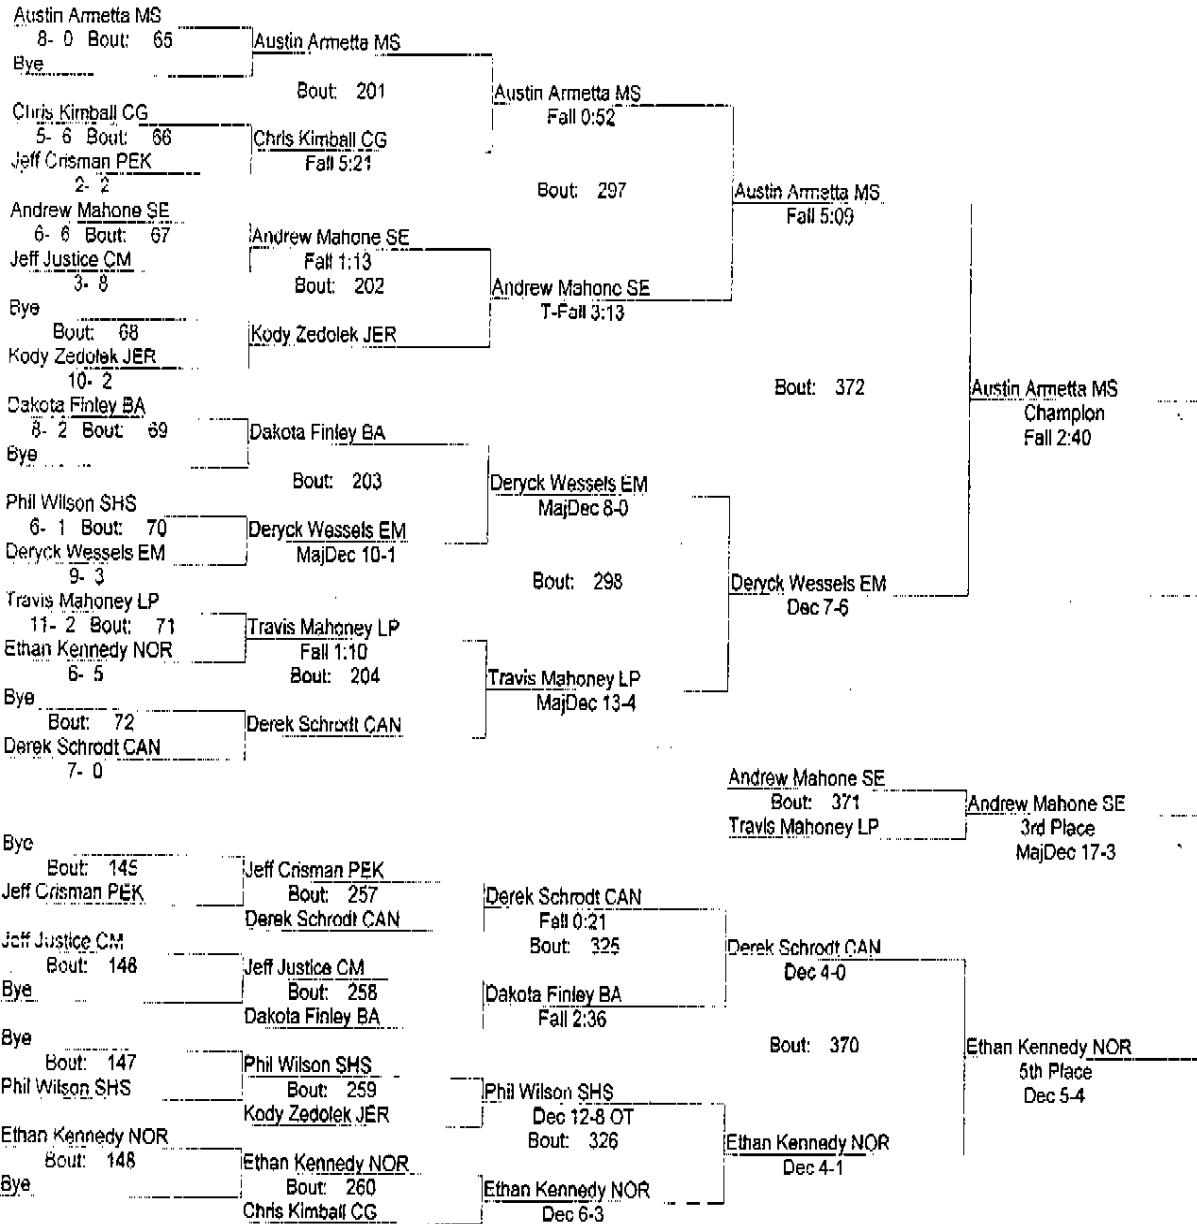 Austin Armetta MS
8- 0 Bout: 65
Bye
Austin Armetta MS
Bout: 201
Chris Kimball CG
5- 6 Bout: 66
Jeff Crisman PEK
2- 2
Chris Kimball CG
Fall 5:21
Austin Armetta MS
Fall 0:52
Bout: 297
Andrew Mahone SE
6- 6 Bout: 67
Jeff Justice CM
3- 8
Andrew Mahone SE
Fall 1:13
Bout: 202
Bye
Bout: 68
Kody Zedolek JER
10- 2
Kody Zedolek JER
Andrew Mahone SE
T-Fall 3:13
Austin Armetta MS
Fall 5:09
Bout: 372
Austin Armetta MS
Champion
Fall 2:40
Dakota Finley BA
8- 2 Bout: 69
Bye
Dakota Finley BA
Bout: 203
Phil Wilson SHS
6- 1 Bout: 70
Deryck Wessels EM
9- 3
Deryck Wessels EM
MajDec 10-1
Deryck Wessels EM
MajDec 8-0
Bout: 298
Travis Mahoney LP
11- 2 Bout: 71
Ethan Kennedy NOR
6- 5
Travis Mahoney LP
Fall 1:10
Bout: 204
Bye
Bout: 72
Derek Schrodt CAN
7- 0
Derek Schrodt CAN
Travis Mahoney LP
MajDec 13-4
Deryck Wessels EM
Dec 7-6
Andrew Mahone SE
Bout: 371
Travis Mahoney LP
Andrew Mahone SE
3rd Place
MajDec 17-3
Bye
Bout: 145
Jeff Crisman PEK
Jeff Crisman PEK
Bout: 257
Derek Schrodt CAN
Derek Schrodt CAN
Fall 0:21
Bout: 325
Jeff Justice CM
Bout: 146
Bye
Jeff Justice CM
Bout: 258
Dakota Finley BA
Dakota Finley BA
Fall 2:36
Derek Schrodt CAN
Dec 4-0
Bout: 370
Ethan Kennedy NOR
5th Place
Dec 5-4
Bye
Bout: 147
Phil Wilson SHS
Phil Wilson SHS
Bout: 259
Kody Zedolek JER
Phil Wilson SHS
Dec 12-8 OT
Bout: 326
Ethan Kennedy NOR
Bout: 148
Bye
Ethan Kennedy NOR
Bout: 260
Chris Kimball CG
Ethan Kennedy NOR
Dec 6-3
Ethan Kennedy NOR
Dec 4-1